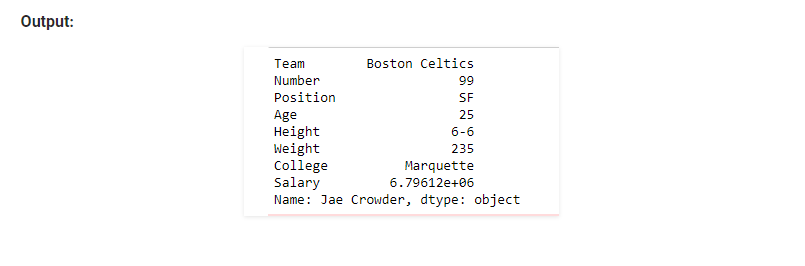 Output:
Team        Boston Celtics
Number                  99
Position                SF
Age                     25
Height                 6-6
Weight                 235
College          Marquette
Salary         6.79612e+06
Name: Jae Crowder, dtype: object